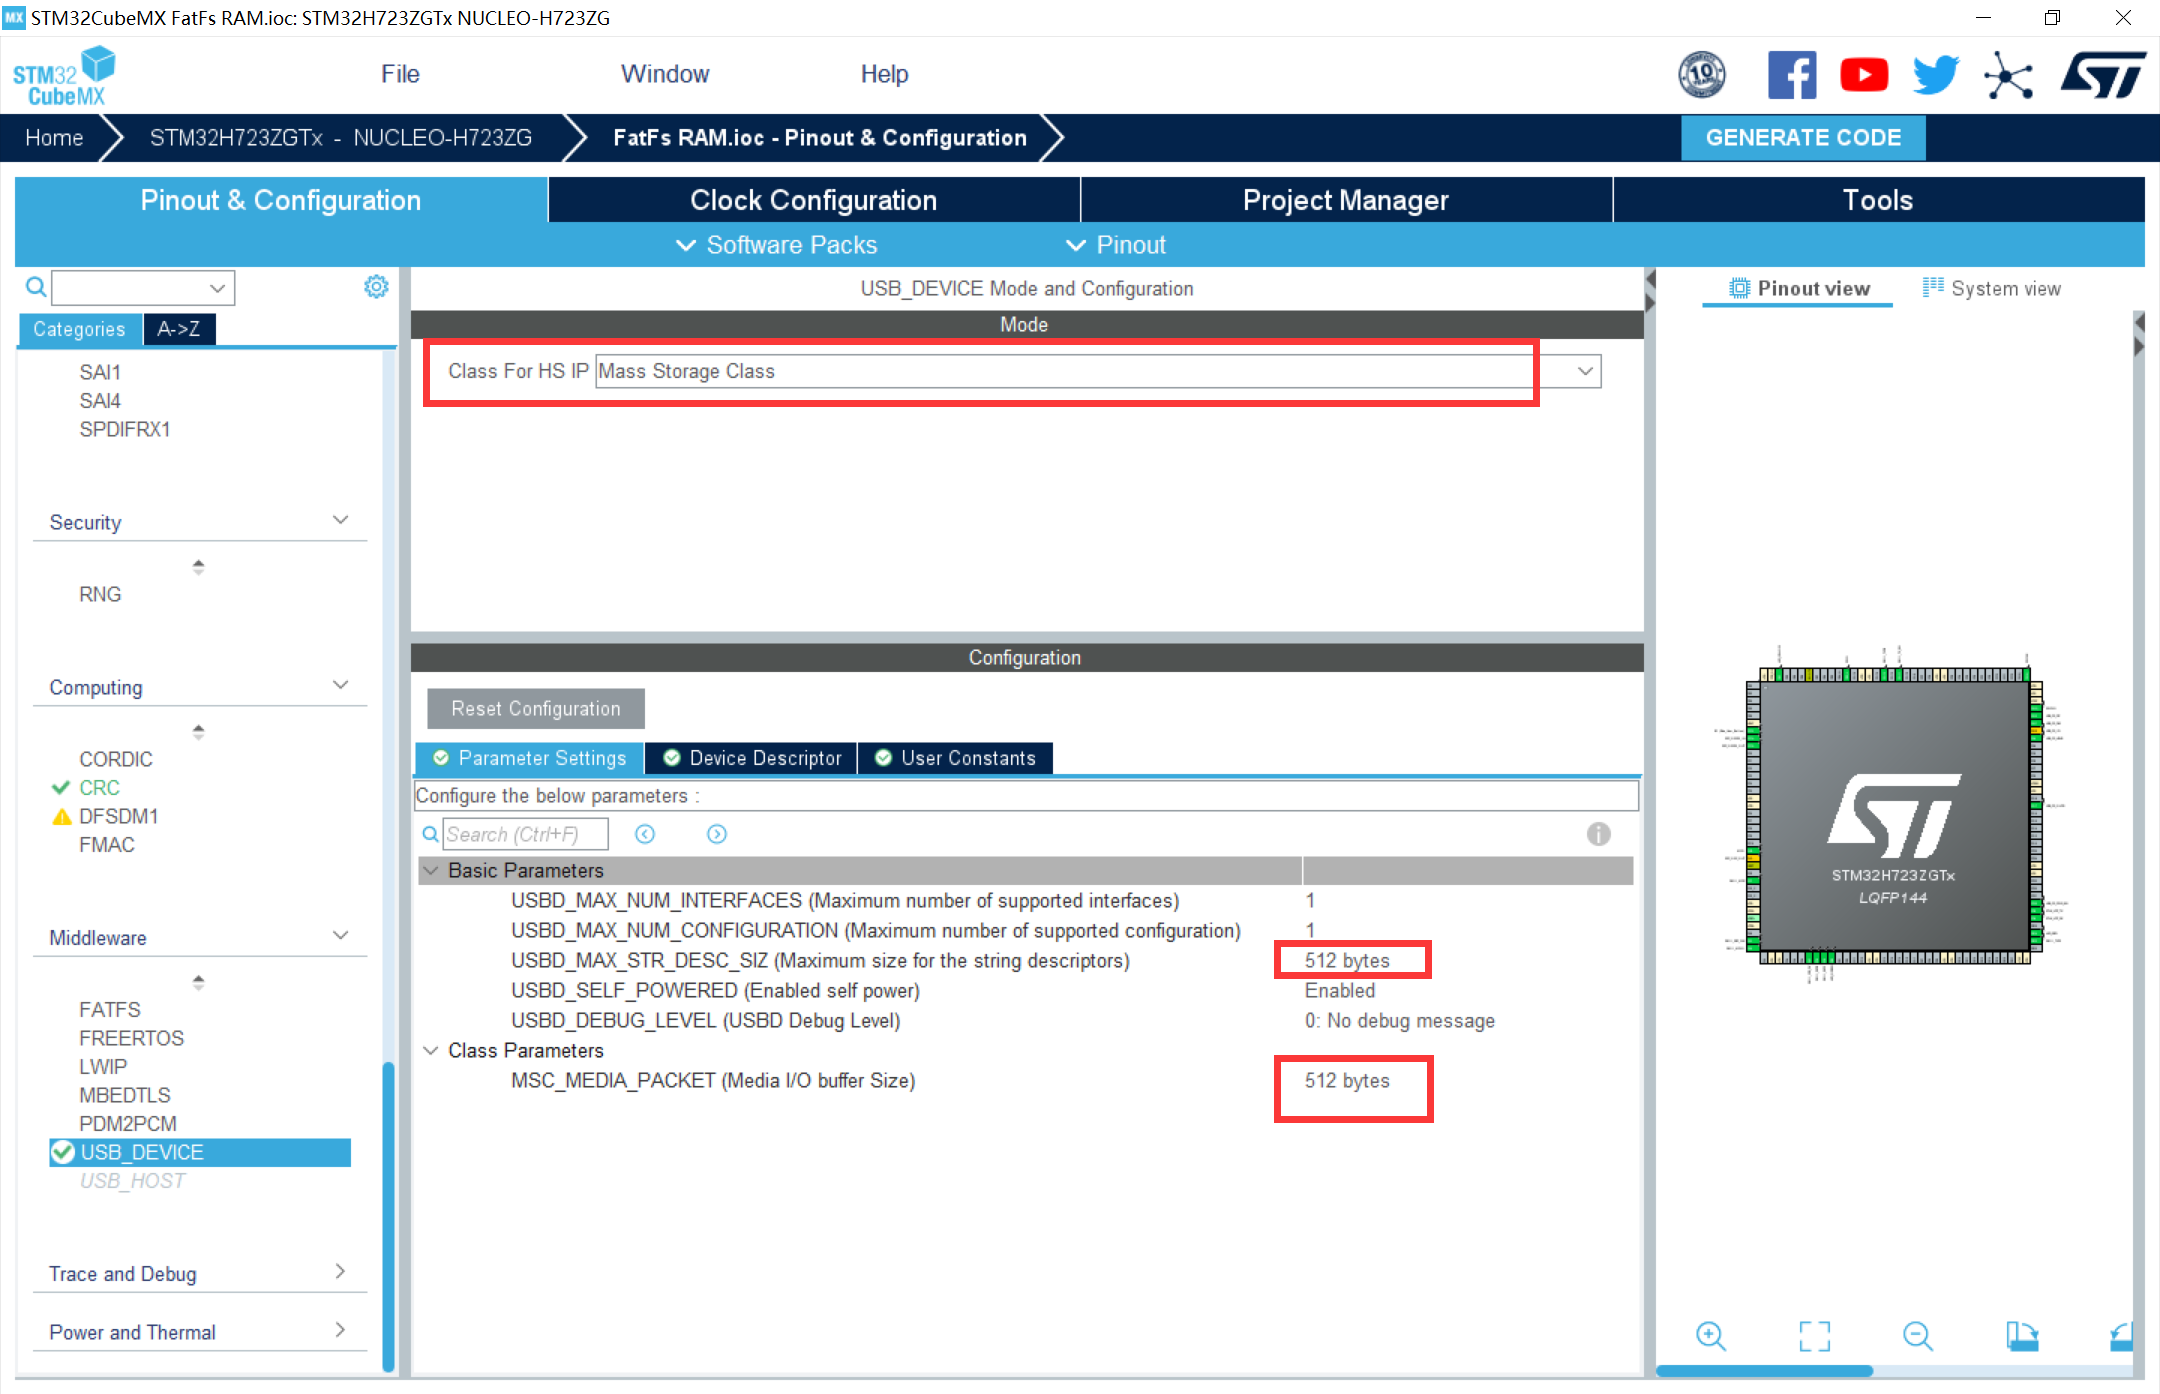 MX STM32CubeMX FatFs RAM.ioc: STM32H723ZGTx NUCLEO-H723ZG
STM32
CubeMX
File
Window
Help
10
Home
STM32H723ZGTx - NUCLEO-H723ZG
FatFs RAM.ioc - Pinout & Configuration
GENERATE CODE
Pinout & Configuration
Clock Configuration
Project Manager
Tools
Software Packs
Pinout
Categories
A->Z
SAI1
SAI4
SPDIFRX1
Security
RNG
Computing
CORDIC
CRC
DFSDM1
FMAC
Middleware
FATFS
FREERTOS
LWIP
MBEDTLS
PDM2PCM
USB_DEVICE
USB_HOST
Trace and Debug
Power and Thermal
USB_DEVICE Mode and Configuration
Mode
Class For HS IP Mass Storage Class
Configuration
Reset Configuration
Parameter Settings
Device Descriptor
User Constants
Configure the below parameters :
Search (Ctrl+F)
Basic Parameters
USBD_MAX_NUM_INTERFACES (Maximum number of supported interfaces) 1
USBD_MAX_NUM_CONFIGURATION (Maximum number of supported configuration) 1
USBD_MAX_STR_DESC_SIZ (Maximum size for the string descriptors) 512 bytes
USBD_SELF_POWERED (Enabled self power) Enabled
USBD_DEBUG_LEVEL (USBD Debug Level) 0: No debug message
Class Parameters
MSC_MEDIA_PACKET (Media I/O buffer Size) 512 bytes
Pinout view
System view
STM32H723ZGTx
LQFP144